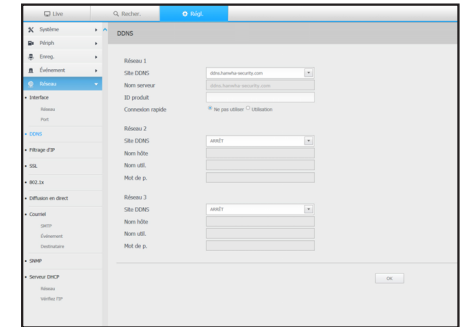 Live
Recher.
Régl.
Système
Périph
Enreg.
Événement
Réseau
Interface
Réseau
Port
DDNS
Filtrage d'IP
SSL
802.1x
Diffusion en direct
Courriel
SMTP
Événement
Destinataire
SNMP
Serveur DHCP
Réseau
Vérifiez l'IP
DDNS
Réseau 1
Site DDNS
ddns.hanwha-security.com
Nom serveur
ddns.hanwha-security.com
ID produit
Connexion rapide
Ne pas utiliser
Utilisation
Réseau 2
Site DDNS
ARRÊT
Nom hôte
Nom util.
Mot de p.
Réseau 3
Site DDNS
ARRÊT
Nom hôte
Nom util.
Mot de p.
OK